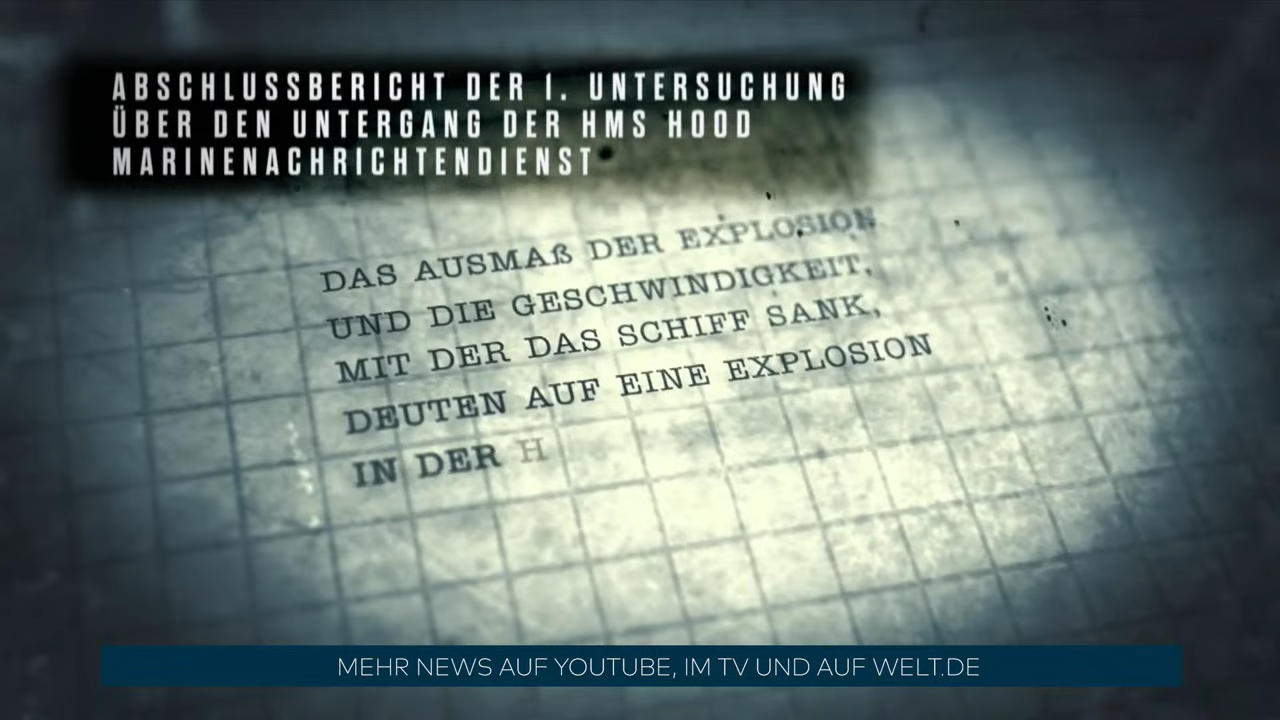 ABSCHLUSSBERICHT DER 1. UNTERSUCHUNG
ÜBER DEN UNTERGANG DER HMS HOOD
MARINENACHRICHTENDIENST
DAS AUSMAß DER EXPLOSION
UND DIE GESCHWINDIGKEIT,
MIT DER DAS SCHIFF SANK,
DEUTEN AUF EINE EXPLOSION
IN DER H
MEHR NEWS AUF YOUTUBE, IM TV UND AUF WELT.DE